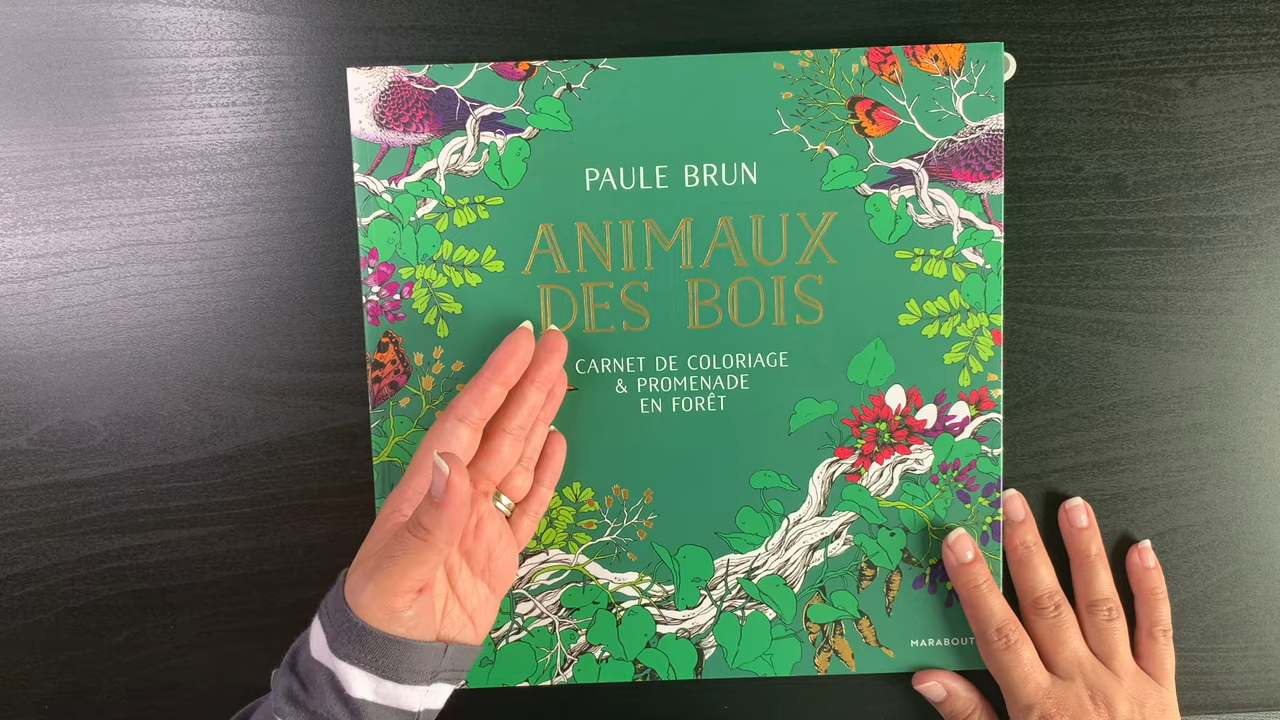 PAULE BRUN
ANIMAUX
DES BOIS
CARNET DE COLORIAGE
& PROMENADE
EN FORÊT
MARABOUT